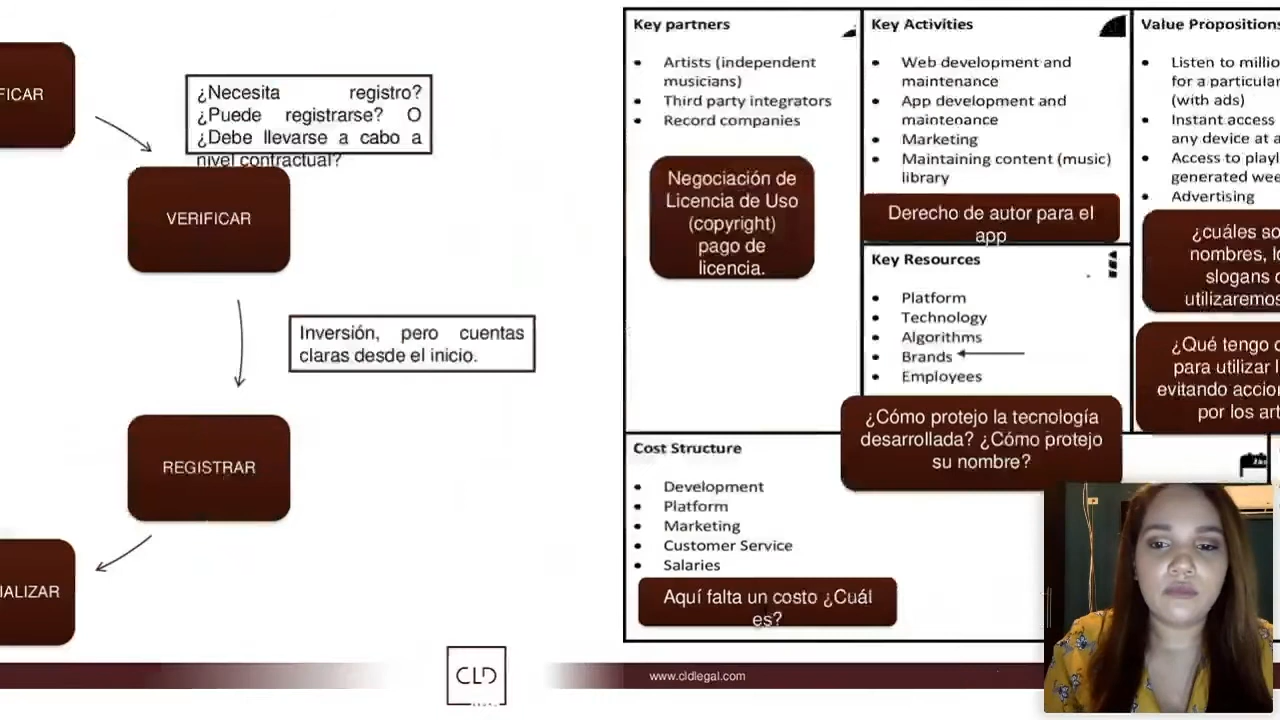 FICAR
¿Necesita registro?
¿Puede registrarse? O
¿Debe llevarse a cabo a
nivel contractual?
VERIFICAR
Inversión, pero cuentas
claras desde el inicio.
REGISTRAR
IALIZAR
Key partners
• Artists (independent
musicians)
• Third party integrators
• Record companies
Negociación de
Licencia de Uso
(copyright)
pago de
licencia.
Key Activities
• Web development and
maintenance
• App development and
maintenance
• Marketing
• Maintaining content (music)
library
Derecho de autor para el
app
Key Resources
• Platform
• Technology
• Algorithms
• Brands
• Employees
¿Cómo protejo la tecnología
desarrollada? ¿Cómo protejo
su nombre?
Value Propositions
• Listen to millio
for a particular
(with ads)
• Instant access
any device at a
• Access to playl
generated wee
• Advertising
¿cuáles so
nombres, lo
slogans
utilizaremos
¿Qué tengo
para utilizar l
evitando accion
por los art
Cost Structure
• Development
• Platform
• Marketing
• Customer Service
• Salaries
Aquí falta un costo ¿Cuál
es?
CLD
www.cldlegal.com